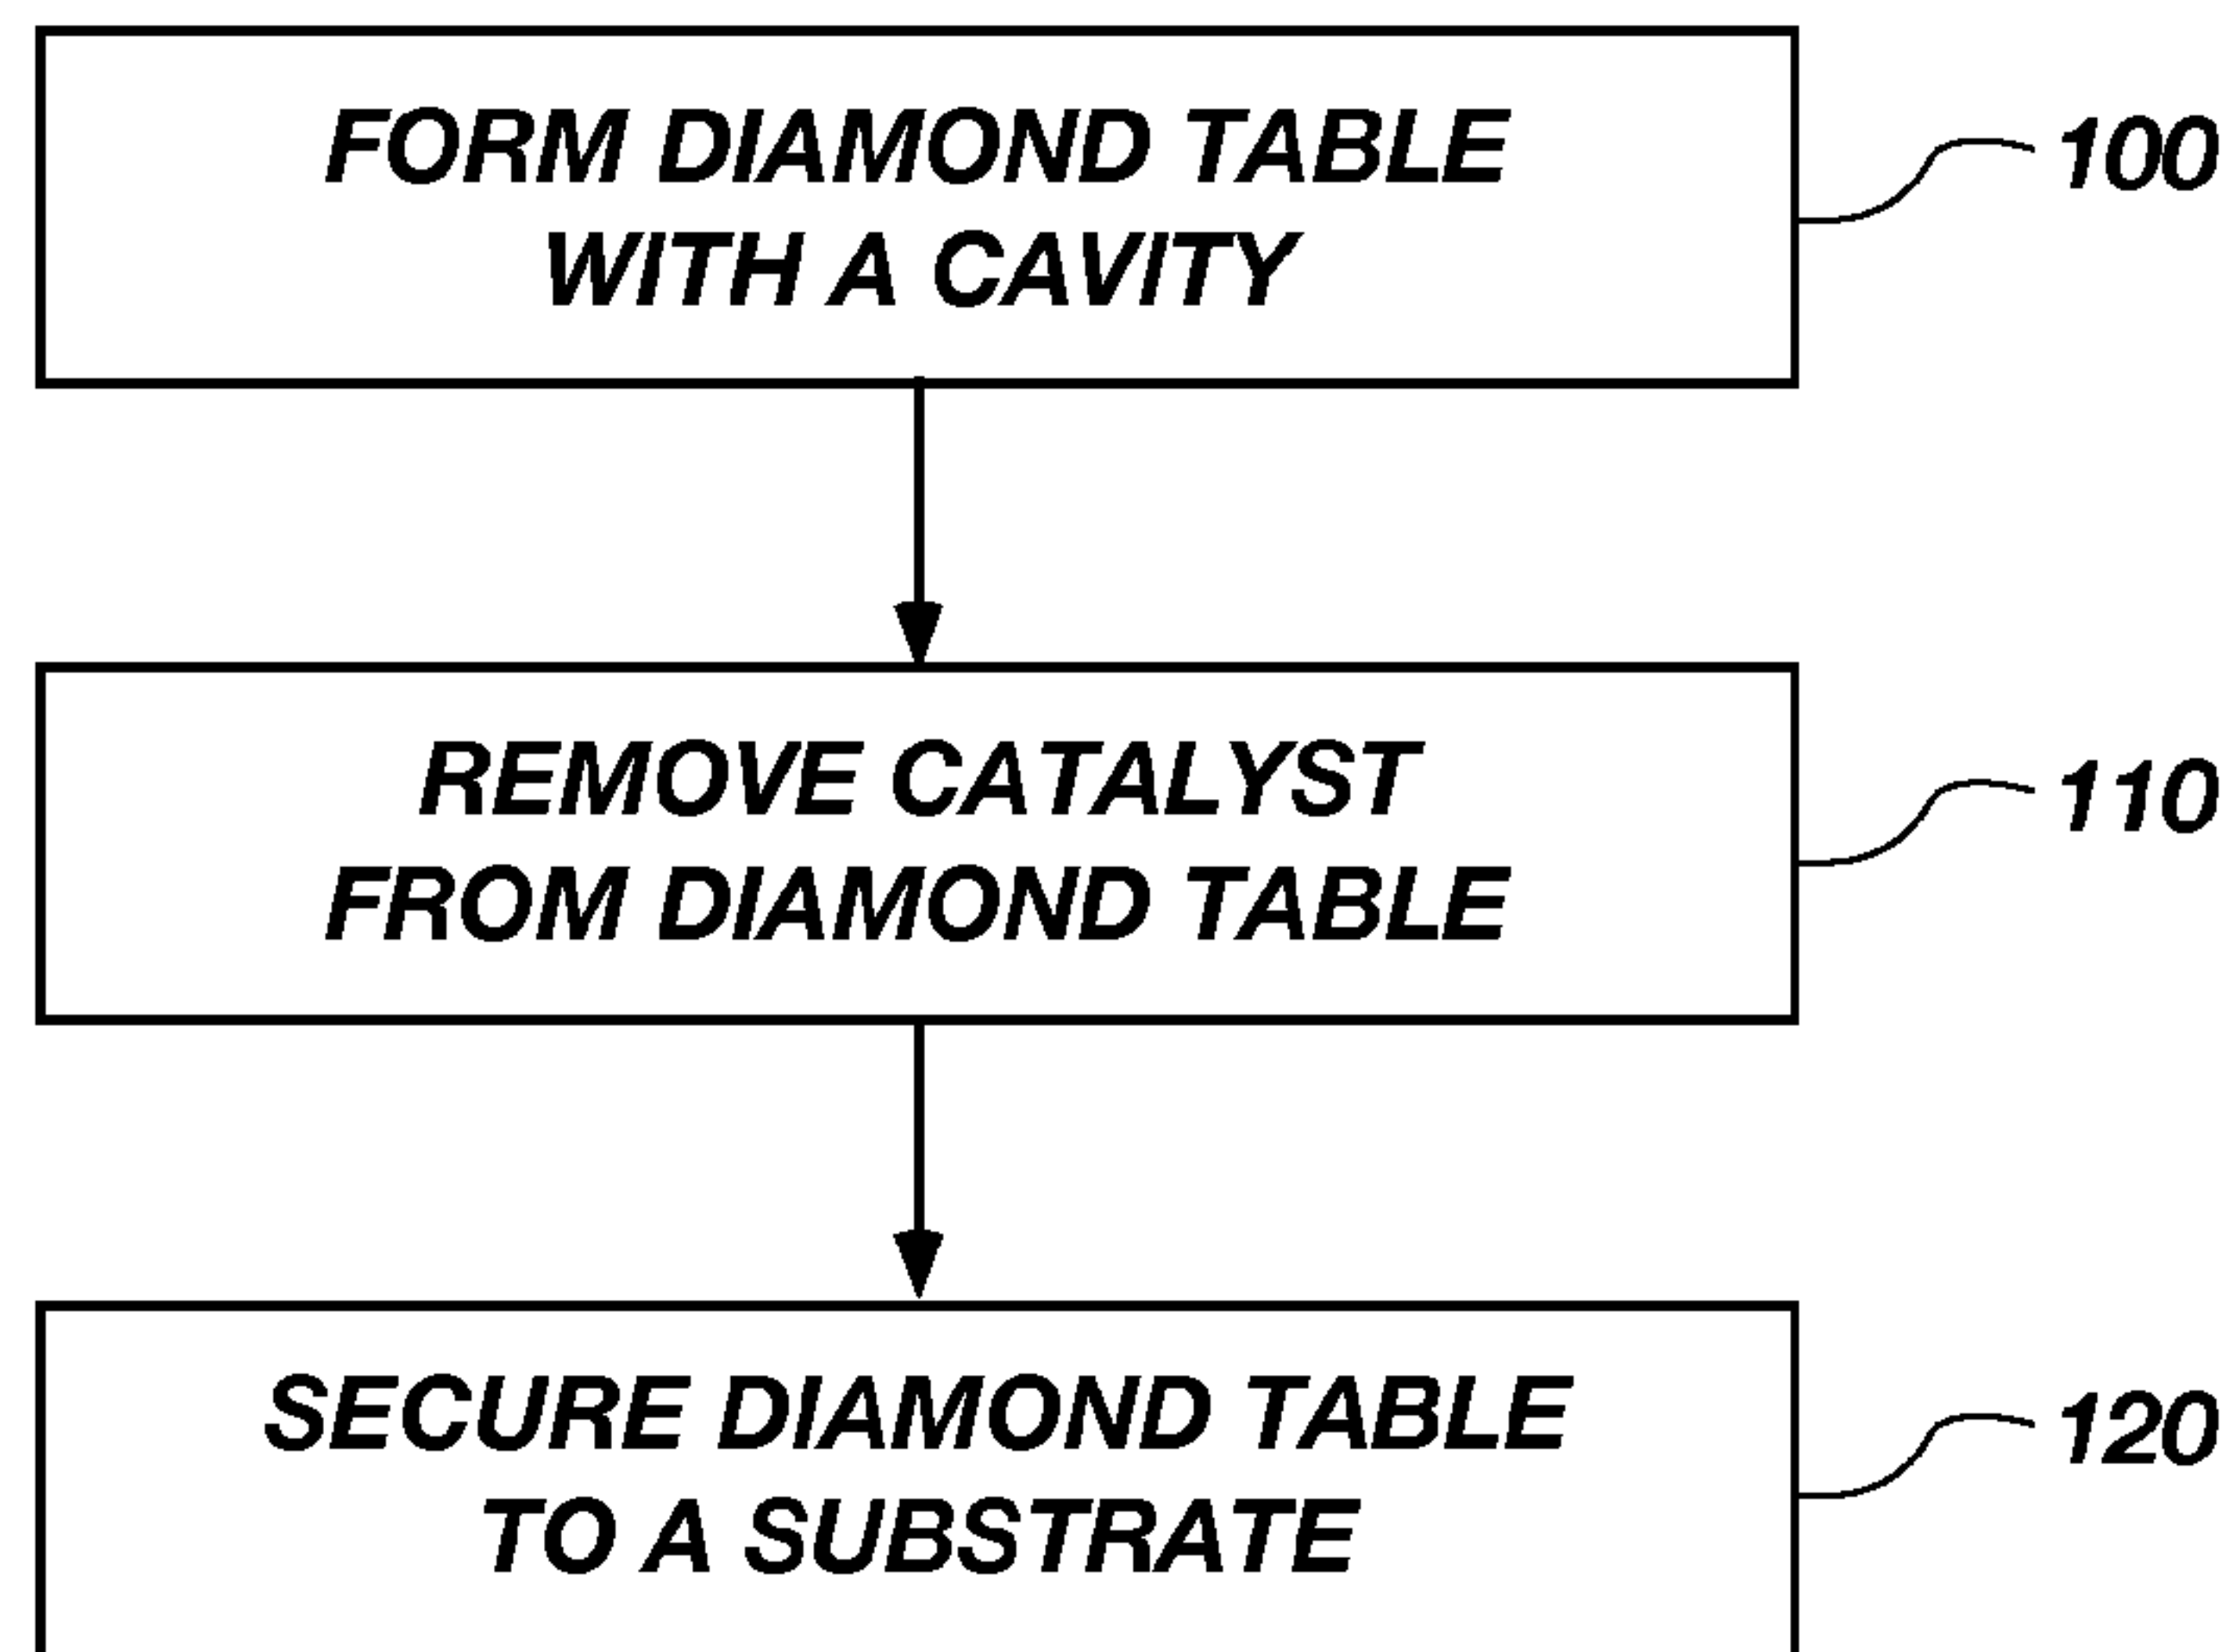 FORM DIAMOND TABLE
WITH A CAVITY
100
REMOVE CATALYST
FROM DIAMOND TABLE
110
SECURE DIAMOND TABLE
TO A SUBSTRATE
120